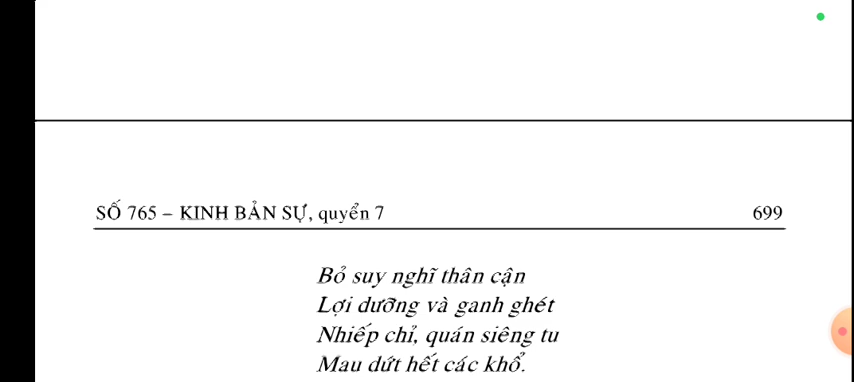 SỐ 765 – KINH BẢN SỰ, quyển 7 699
Bỏ suy nghĩ thân cận
Lợi dưỡng và ganh ghét
Nhiếp chỉ, quán siêng tu
Mau dứt hết các khổ.